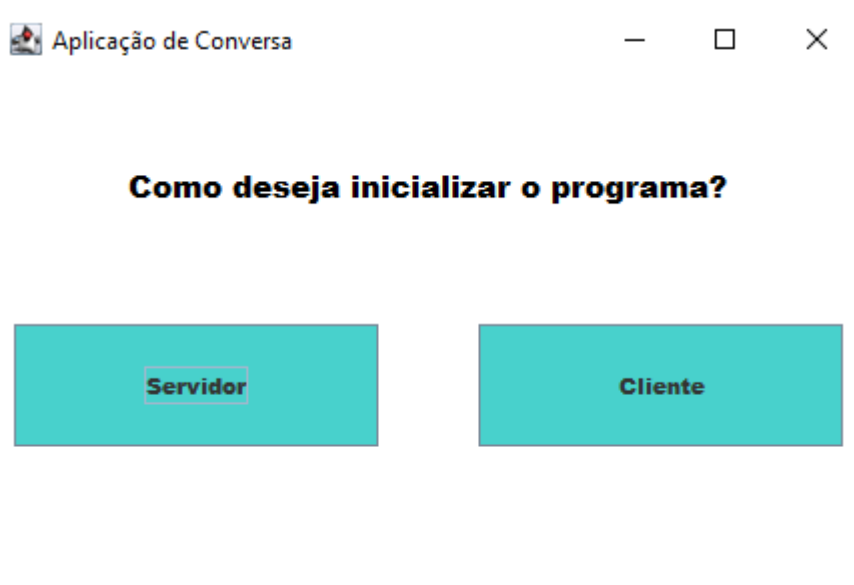 Aplicação de Conversa
Como deseja inicializar o programa?
Servidor
Cliente